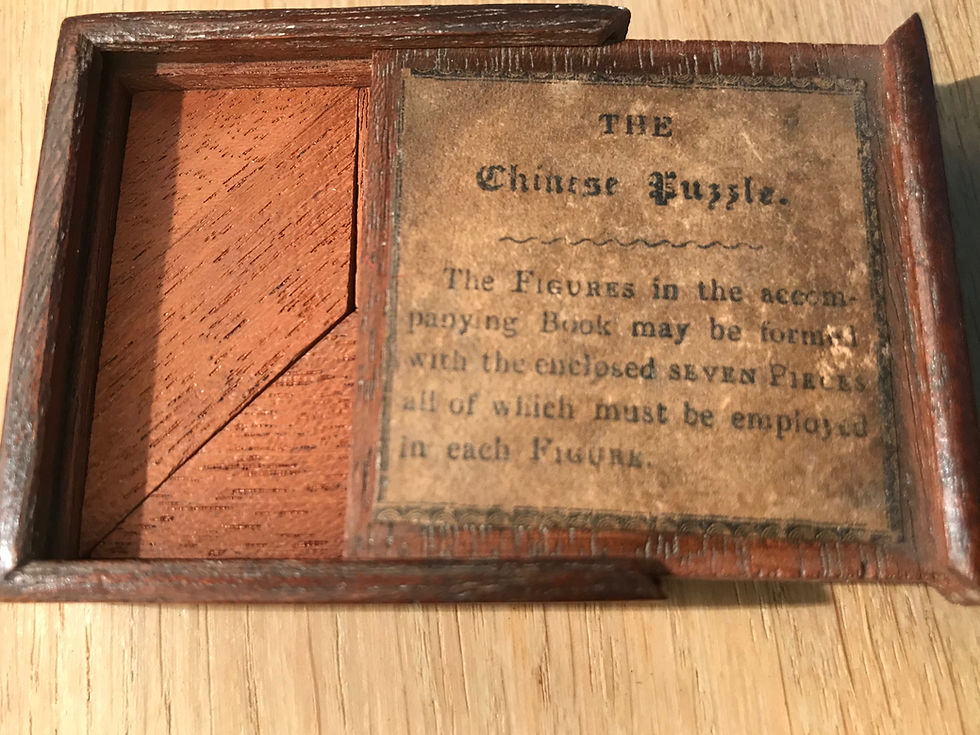 THE
Chinese Puzzle.
The FIGURES in the accom-
panying Book may be formed
with the enclosed SEVEN PIECES
all of which must be employed
in each FIGURE.